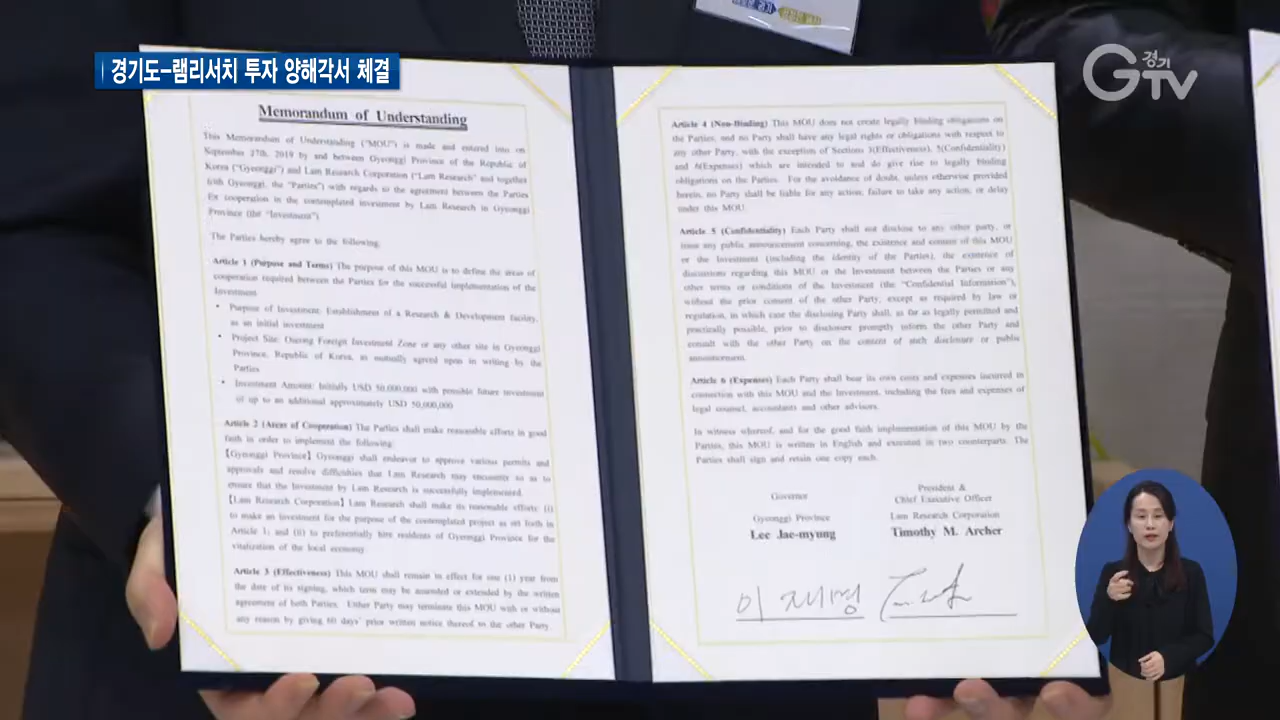 경기도-램리서치 투자 양해각서 체결
경기
GTV
Memorandum of Understanding
This Memorandum of Understanding ("MOU") is made and entered into on
September 27th, 2019 by and between Gyeonggi Province of the Republic of
Korea ("Gyeonggi") and Lam Research Corporation ("Lam Research" and together
with Gyeonggi, the "Parties") with regards to the agreement between the Parties
for cooperation in the contemplated investment by Lam Research in Gyeonggi
Province (the "Investment").
The Parties hereby agree to the following:
Article 1 (Purpose and Terms) The purpose of this MOU is to define the areas of
cooperation required between the Parties for the successful implementation of the
Investment
• Purpose of Investment: Establishment of a Research & Development facility,
as an initial investment
• Project Site: Osong Foreign Investment Zone or any other site in Gyeonggi
Province, Republic of Korea, as mutually agreed upon in writing by the
Parties
• Investment Amount: Initially USD 50,000,000 with possible future investment
of up to an additional approximately USD 50,000,000
Article 2 (Areas of Cooperation) The Parties shall make reasonable efforts in good
faith in order to implement the following:
【Gyeonggi Province】 Gyeonggi shall endeavor to approve various permits and
approvals and resolve difficulties that Lam Research may encounter so as to
ensure that the Investment by Lam Research is successfully implemented.
【Lam Research Corporation】 Lam Research shall make its reasonable efforts: (i)
to make an investment for the purpose of the contemplated project as set forth in
Article 1; and (ii) to preferentially hire residents of Gyeonggi Province for the
vitalization of the local economy.
Article 3 (Effectiveness) This MOU shall remain in effect for one (1) year from
the date of its signing, which term may be amended or extended by the written
agreement of both Parties. Either Party may terminate this MOU with or without
any reason by giving 60 days' prior written notice thereof to the other Party.
Article 4 (Non-Binding) This MOU does not create legally binding obligations on
the Parties, and no Party shall have any legal rights or obligations with respect to
any other Party, with the exception of Sections 3(Effectiveness), 5(Confidentiality)
and 6(Expenses) which are intended to and do give rise to legally binding
obligations on the Parties. For the avoidance of doubt, unless otherwise provided
herein, no Party shall be liable for any action, failure to take any action, or delay
under this MOU.
Article 5 (Confidentiality) Each Party shall not disclose to any other party, or
issue any public announcement concerning, the existence and content of this MOU
or the Investment (including the identity of the Parties), the existence of
discussions regarding this MOU or the Investment between the Parties or any
other terms or conditions of the Investment (the "Confidential Information"),
without the prior consent of the other Party, except as required by law or
regulation, in which case the disclosing Party shall, as far as legally permitted and
practically possible, prior to disclosure promptly inform the other Party and
consult with the other Party on the content of such disclosure or public
announcement.
Article 6 (Expenses) Each Party shall bear its own costs and expenses incurred in
connection with this MOU and the Investment, including the fees and expenses of
legal counsel, accountants and other advisors.
In witness whereof, and for the good faith implementation of this MOU by the
Parties, this MOU is written in English and executed in two counterparts. The
Parties shall sign and retain one copy each.
Governor
Gyeonggi Province
Lee Jae-myung
President &
Chief Executive Officer
Lam Research Corporation
Timothy M. Archer
이재명